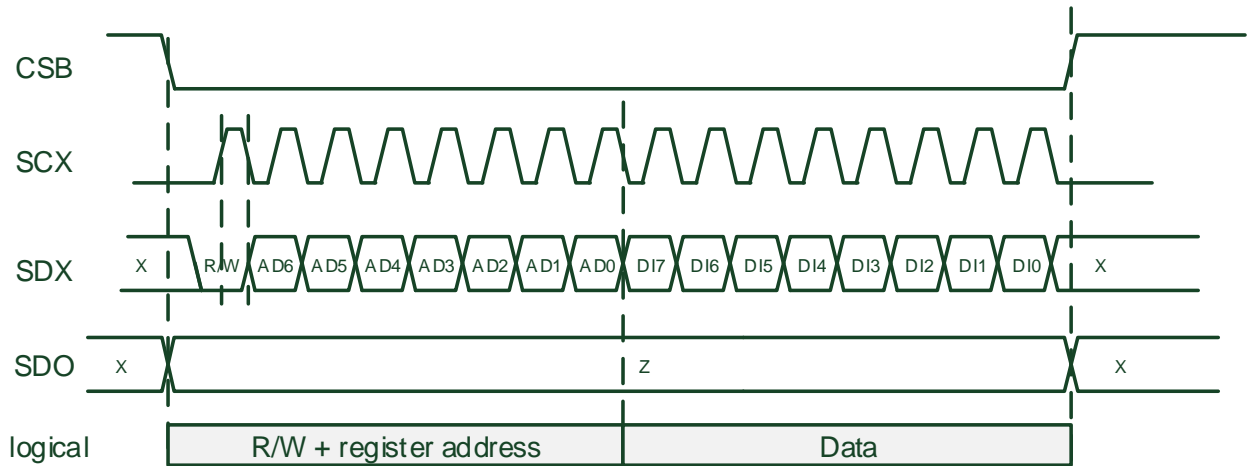 CSB
SCX
SDX X R/W AD6 AD5 AD4 AD3 AD2 AD1 AD0 DI7 DI6 DI5 DI4 DI3 DI2 DI1 DI0 X
SDO X Z X
logical R/W + register address Data